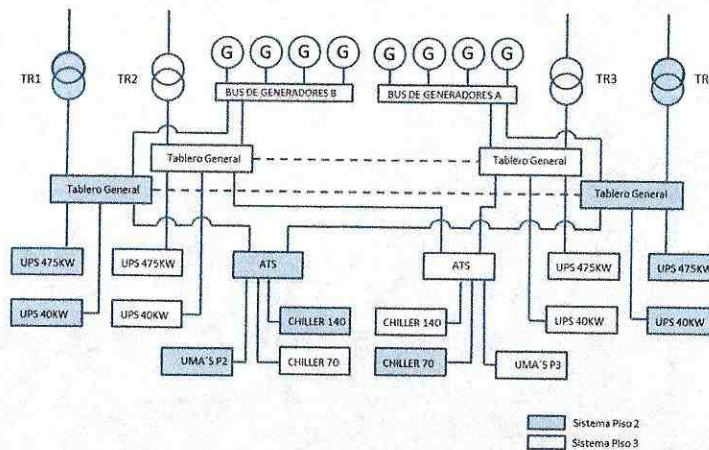 G G G G G G G G
TR1 TR2 TR3 TR
BUS DE GENERADORES B BUS DE GENERADORES A
Tablero General Tablero General
Tablero General Tablero General
UPS 475KW UPS 475KW ATS ATS UPS 475KW UPS 475KW
UPS 40KW UPS 40KW CHILLER 140 CHILLER 140 UPS 40KW UPS 40KW
UMA´S P2 CHILLER 70 CHILLER 70 UMA´S P3
Sistema Piso 2
Sistema Piso 3